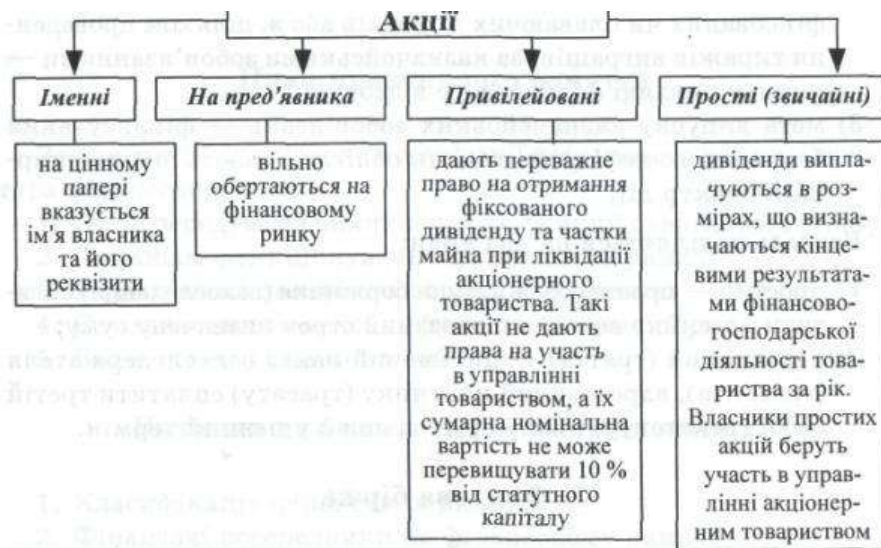 Акції
Іменні
на цінному
папері
вказується
ім’я власника
та його
реквізити
На пред’явника
вільно
обертаються на
фінансовому
ринку
Привілейовані
дають переважне
право на отримання
фіксованого
дивіденду та частки
майна при ліквідації
акціонерного
товариства. Такі
акції не дають
права на участь
в управлінні
товариством, а їх
сумарна номінальна
вартість не може
перевищувати 10 %
від статутного
капіталу
Прості (звичайні)
дивіденди випла-
чуються в роз-
мірах, що визна-
чаються кінце-
вими результата-
ми фінансово-
господарської
діяльності това-
риства за рік.
Власники простих
акцій беруть
участь в управ-
лінні акціонер-
ним товариством